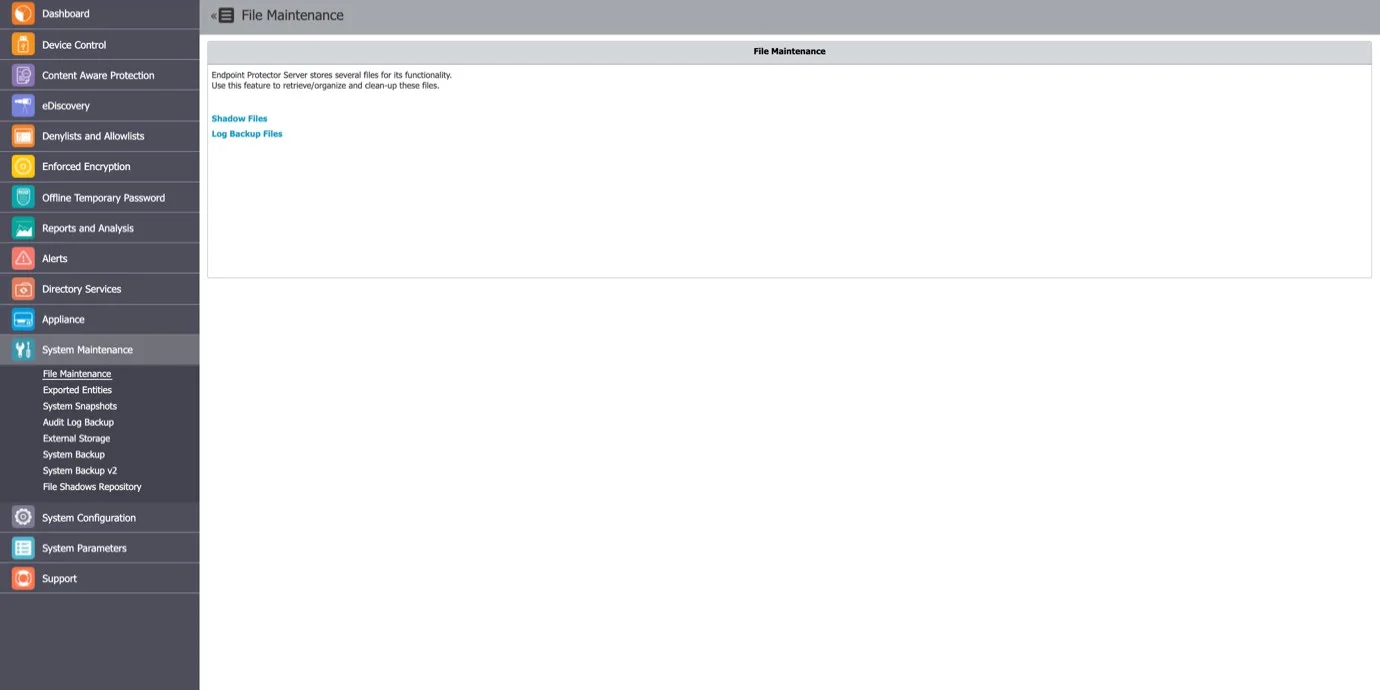 Dashboard
Device Control
Content Aware Protection
eDiscovery
Denylists and Allowlists
Enforced Encryption
Offline Temporary Password
Reports and Analysis
Alerts
Directory Services
Appliance
System Maintenance
File Maintenance
Exported Entities
System Snapshots
Audit Log Backup
External Storage
System Backup
System Backup v2
File Shadows Repository
System Configuration
System Parameters
Support
File Maintenance
File Maintenance
Endpoint Protector Server stores several files for its functionality.
Use this feature to retrieve/organize and clean-up these files.
Shadow Files
Log Backup Files